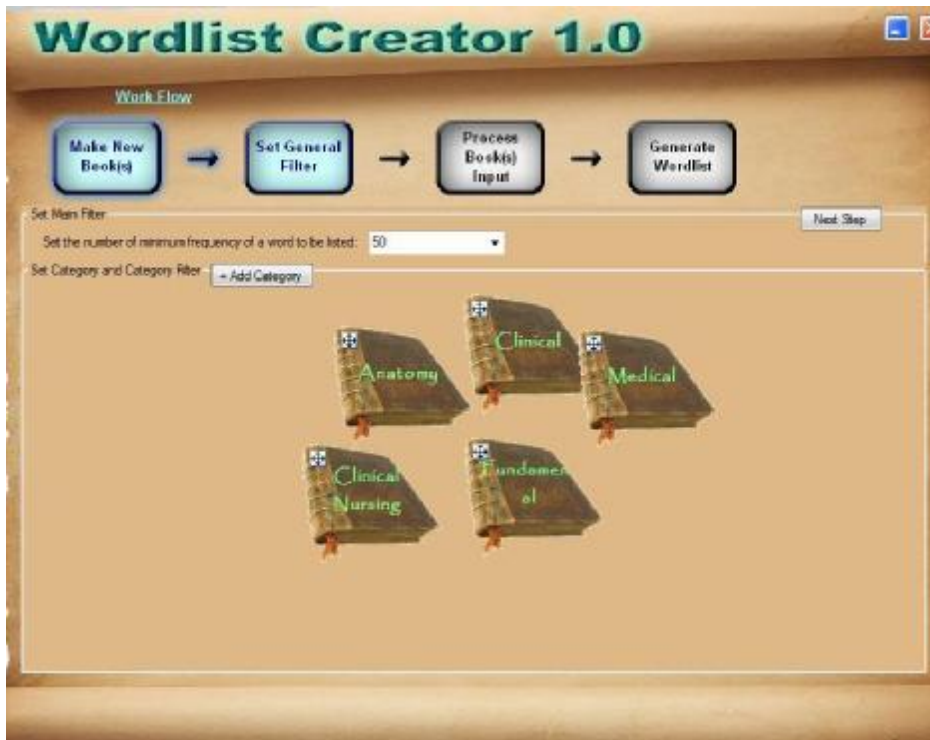 Wordlist Creator 1.0
Work Flow
Make New
Book(s)
Set General
Filter
Process
Book(s)
Input
Generate
Wordlist
Set Main Filter
Next Step
Set the number of minimum frequency of a word to be listed: 50
Set Category and Category Filter
+ Add Category
Clinical
Anatomy
Medical
Clinical
Nursing
Fundamen
al